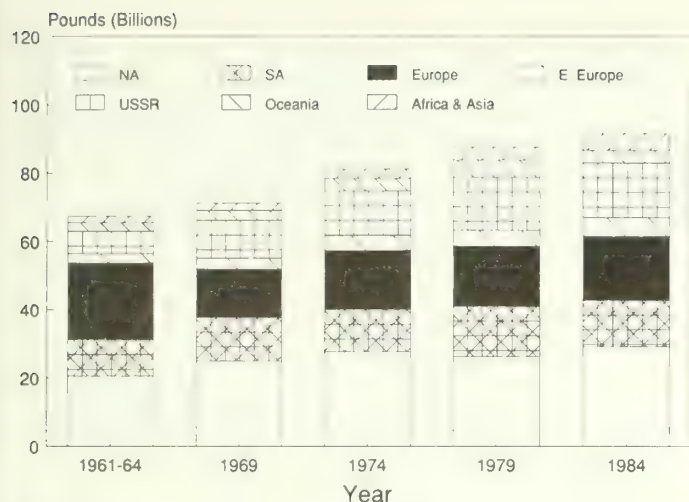 Pounds (Billions)
120
NA SA Europe E Europe
100
USSR Oceania Africa & Asia
80
60
40
20
0
1961-64 1969 1974 1979 1984
Year